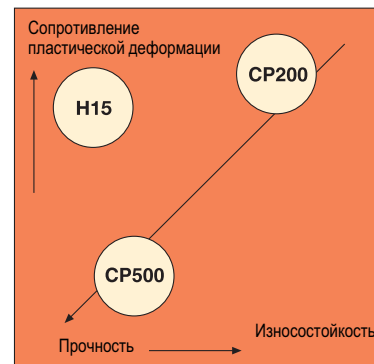 Сопротивление
пластической деформации
CP200
H15
CP500
Износостойкость
Прочность